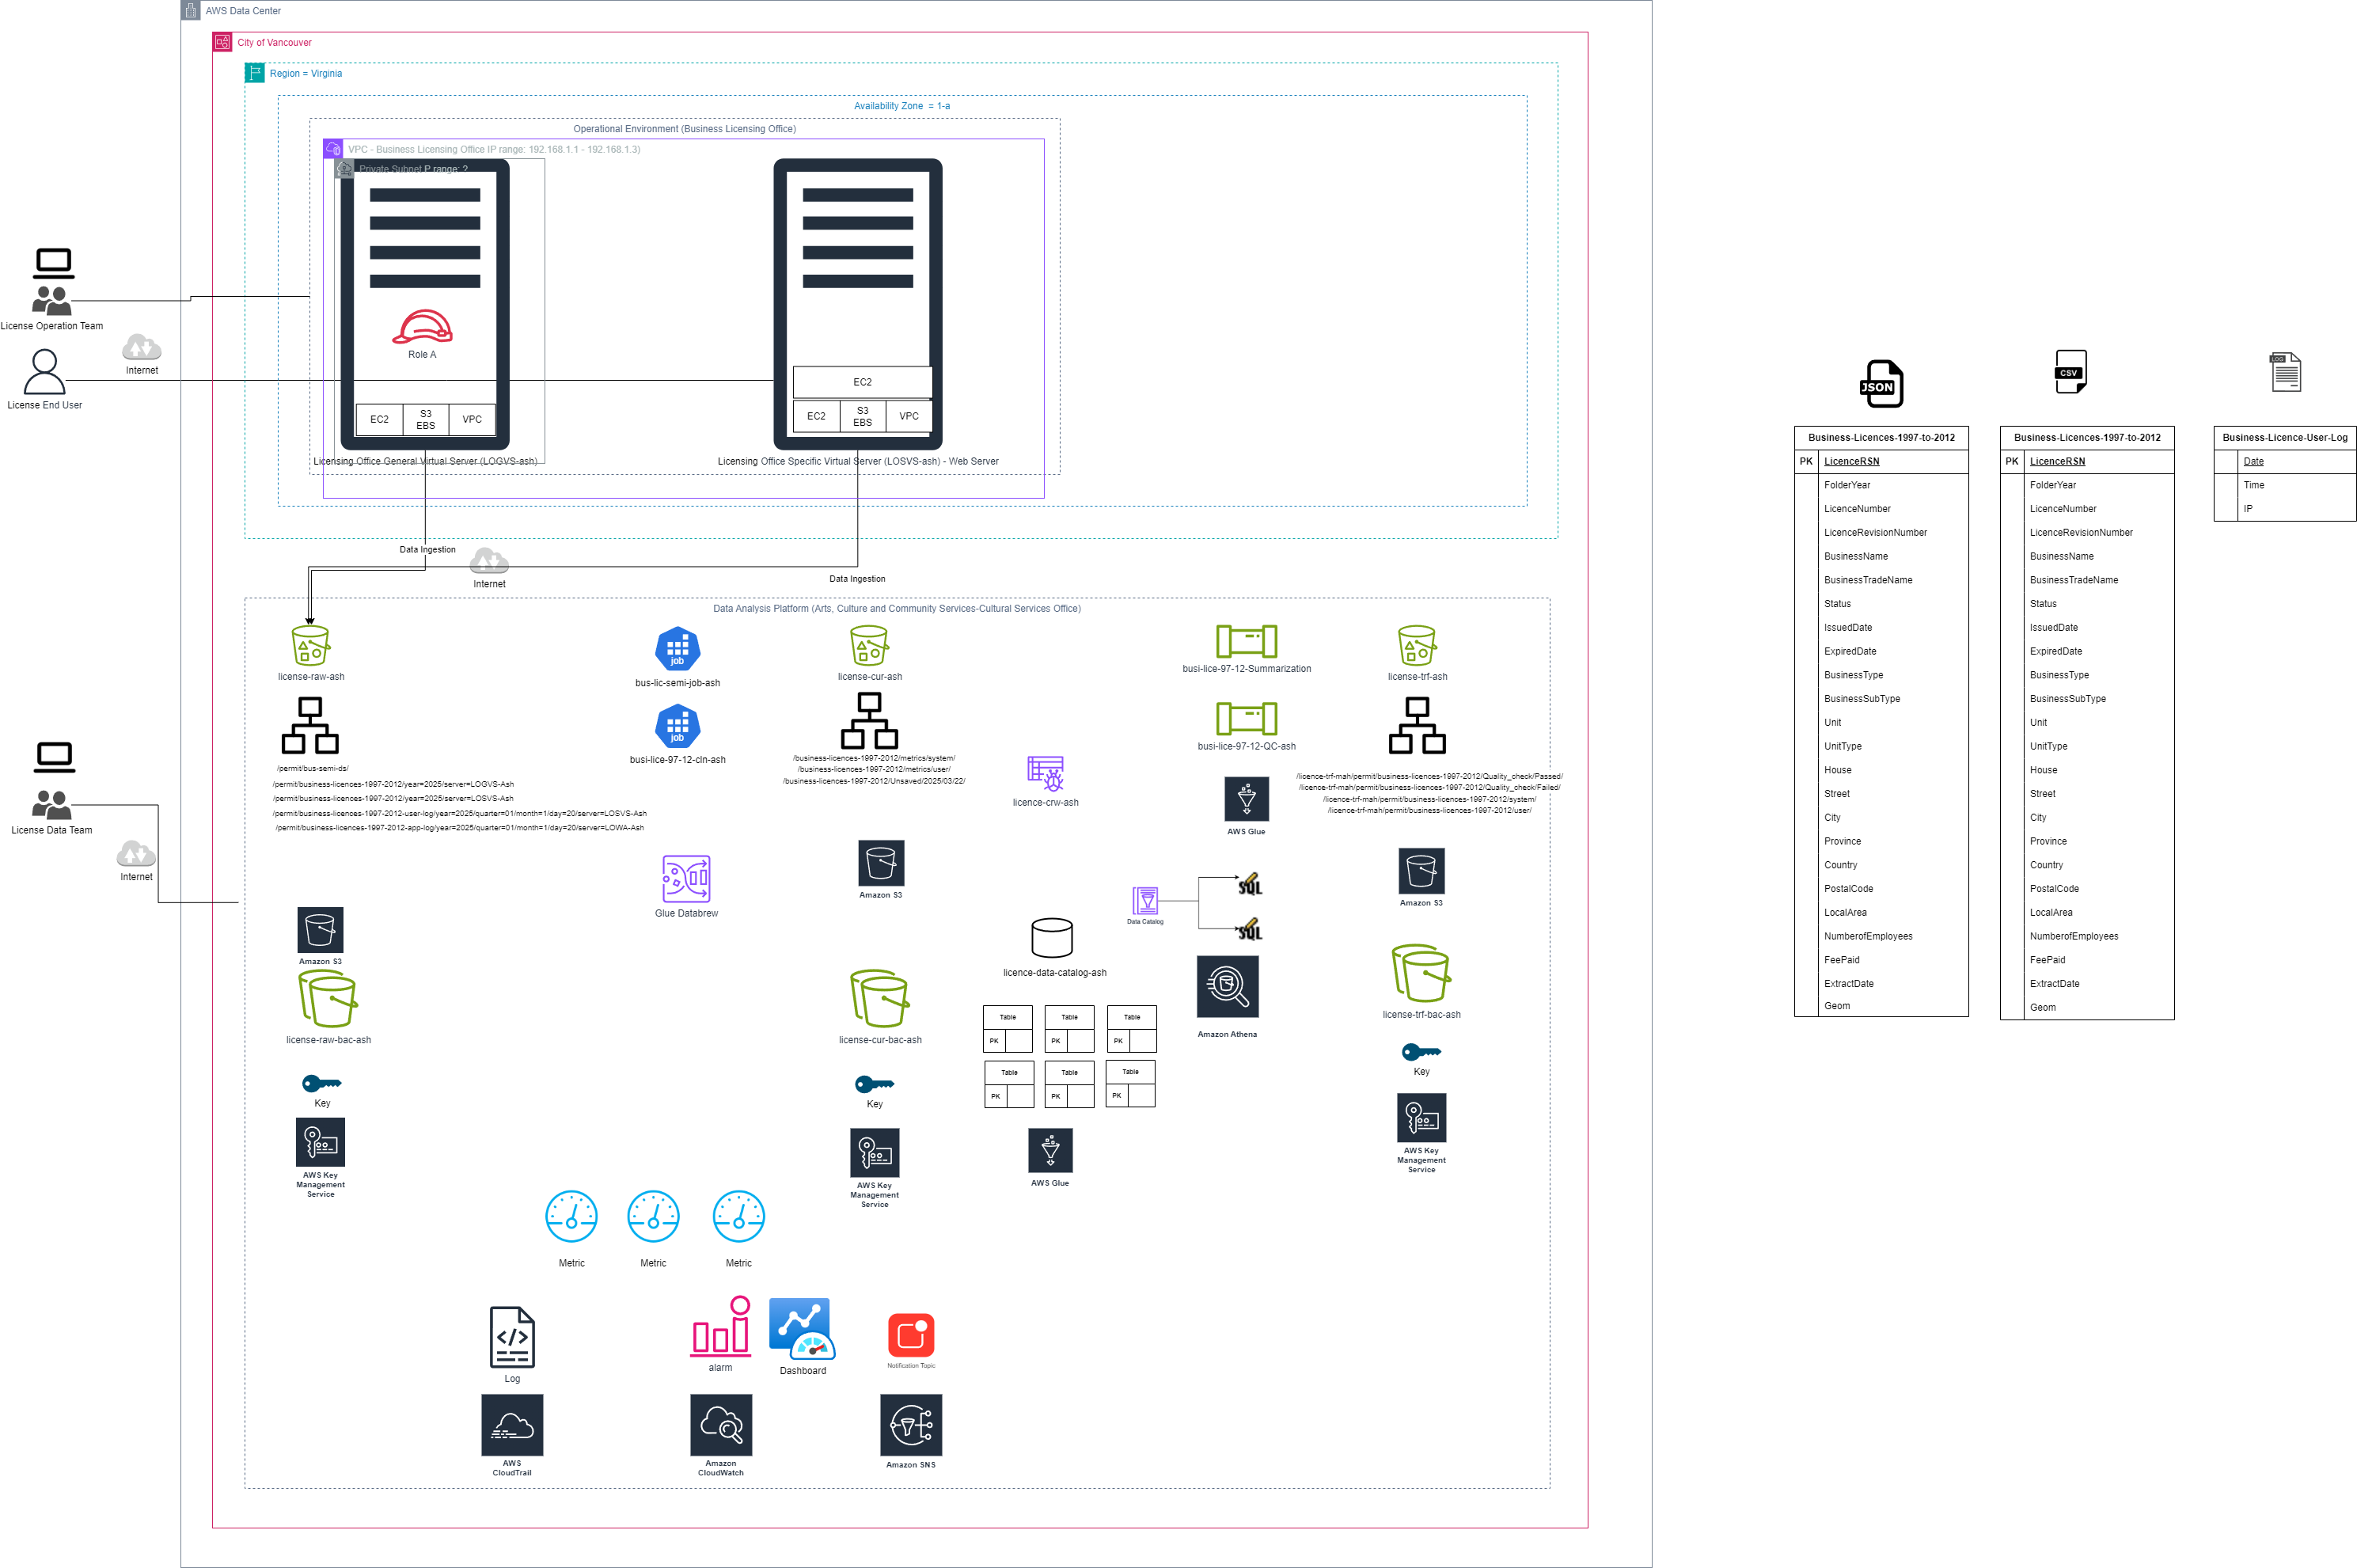 AWS Data Center
City of Vancouver
Region = Virginia
Availability Zone = 1-a
Operational Environment (Business Licensing Office)
VPC - Business Licensing Office IP range: 192.168.1.1 - 192.168.1.3)
Private Subnet P range: ?
Role A
EC2
S3
EBS
VPC
Licensing Office General Virtual Server (LOGVS-ash)
EC2
EC2
S3
EBS
VPC
Licensing Office Specific Virtual Server (LOSVS-ash) - Web Server
License Operation Team
Internet
License End User
Data Ingestion
Internet
Data Ingestion
License Data Team
Internet
Data Analysis Platform (Arts, Culture and Community Services-Cultural Services Office)
license-raw-ash
/permit/bus-semi-ds/
/permit/business-licences-1997-2012/year=2025/server=LOGVS-Ash
/permit/business-licences-1997-2012/year=2025/server=LOSVS-Ash
/permit/business-licences-1997-2012-user-log/year=2025/quarter=01/month=1/day=20/server=LOSVS-Ash
/permit/business-licences-1997-2012-app-log/year=2025/quarter=01/month=1/day=20/server=LOWA-Ash
Amazon S3
license-raw-bac-ash
Key
AWS Key
Management
Service
job
bus-lic-semi-job-ash
job
busi-lice-97-12-cln-ash
Glue Databrew
license-cur-ash
/business-licences-1997-2012/metrics/system/
/business-licences-1997-2012/metrics/user/
/business-licences-1997-2012/Unsaved/2025/03/22/
Amazon S3
license-cur-bac-ash
Key
AWS Key
Management
Service
licence-crw-ash
licence-data-catalog-ash
Table
PK
Table
PK
Table
PK
Table
PK
Table
PK
Table
PK
AWS Glue
busi-lice-97-12-Summarization
busi-lice-97-12-QC-ash
AWS Glue
Data Catalog
SQL
SQL
Amazon Athena
license-trf-ash
/licence-trf-mah/permit/business-licences-1997-2012/Quality_check/Passed/
/licence-trf-mah/permit/business-licences-1997-2012/Quality_check/Failed/
/licence-trf-mah/permit/business-licences-1997-2012/system/
/licence-trf-mah/permit/business-licences-1997-2012/user/
Amazon S3
license-trf-bac-ash
Key
AWS Key
Management
Service
Metric
Metric
Metric
Log
alarm
Dashboard
Notification Topic
AWS
CloudTrail
Amazon
CloudWatch
Amazon SNS
JSON
Business-Licences-1997-to-2012
PK LicenceRSN
FolderYear
LicenceNumber
LicenceRevisionNumber
BusinessName
BusinessTradeName
Status
IssuedDate
ExpiredDate
BusinessType
BusinessSubType
Unit
UnitType
House
Street
City
Province
Country
PostalCode
LocalArea
NumberofEmployees
FeePaid
ExtractDate
Geom
CSV
Business-Licences-1997-to-2012
PK LicenceRSN
FolderYear
LicenceNumber
LicenceRevisionNumber
BusinessName
BusinessTradeName
Status
IssuedDate
ExpiredDate
BusinessType
BusinessSubType
Unit
UnitType
House
Street
City
Province
Country
PostalCode
LocalArea
NumberofEmployees
FeePaid
ExtractDate
Geom
LOG
Business-Licence-User-Log
Date
Time
IP